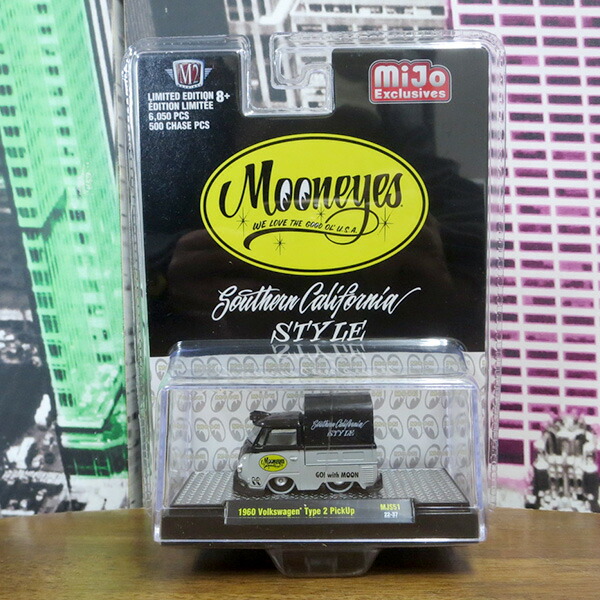 M2
LIMITED EDITION 8+
EDITION LIMITÉE
6,050 PCS
500 CHASE PCS
MiJo
Exclusives
Mooneyes
WE LOVE THE GOOD OL' U.S.A.
Southern California
STYLE
Southern California
STYLE
Mooneyes
GO! with MOON
1960 Volkswagen® Type 2 PickUp
MJS51